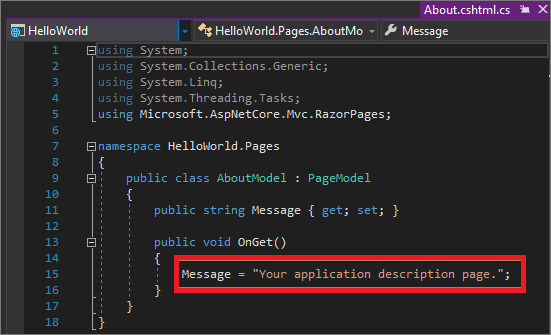 About.cshtml.cs
HelloWorld HelloWorld.Pages.AboutMo Message
1 using System;
2 using System.Collections.Generic;
3 using System.Linq;
4 using System.Threading.Tasks;
5 using Microsoft.AspNetCore.Mvc.RazorPages;
6
7 namespace HelloWorld.Pages
8 {
9 public class AboutModel : PageModel
10 {
11 public string Message { get; set; }
12
13 public void OnGet()
14 {
15 Message = "Your application description page.";
16 }
17 }
18 }